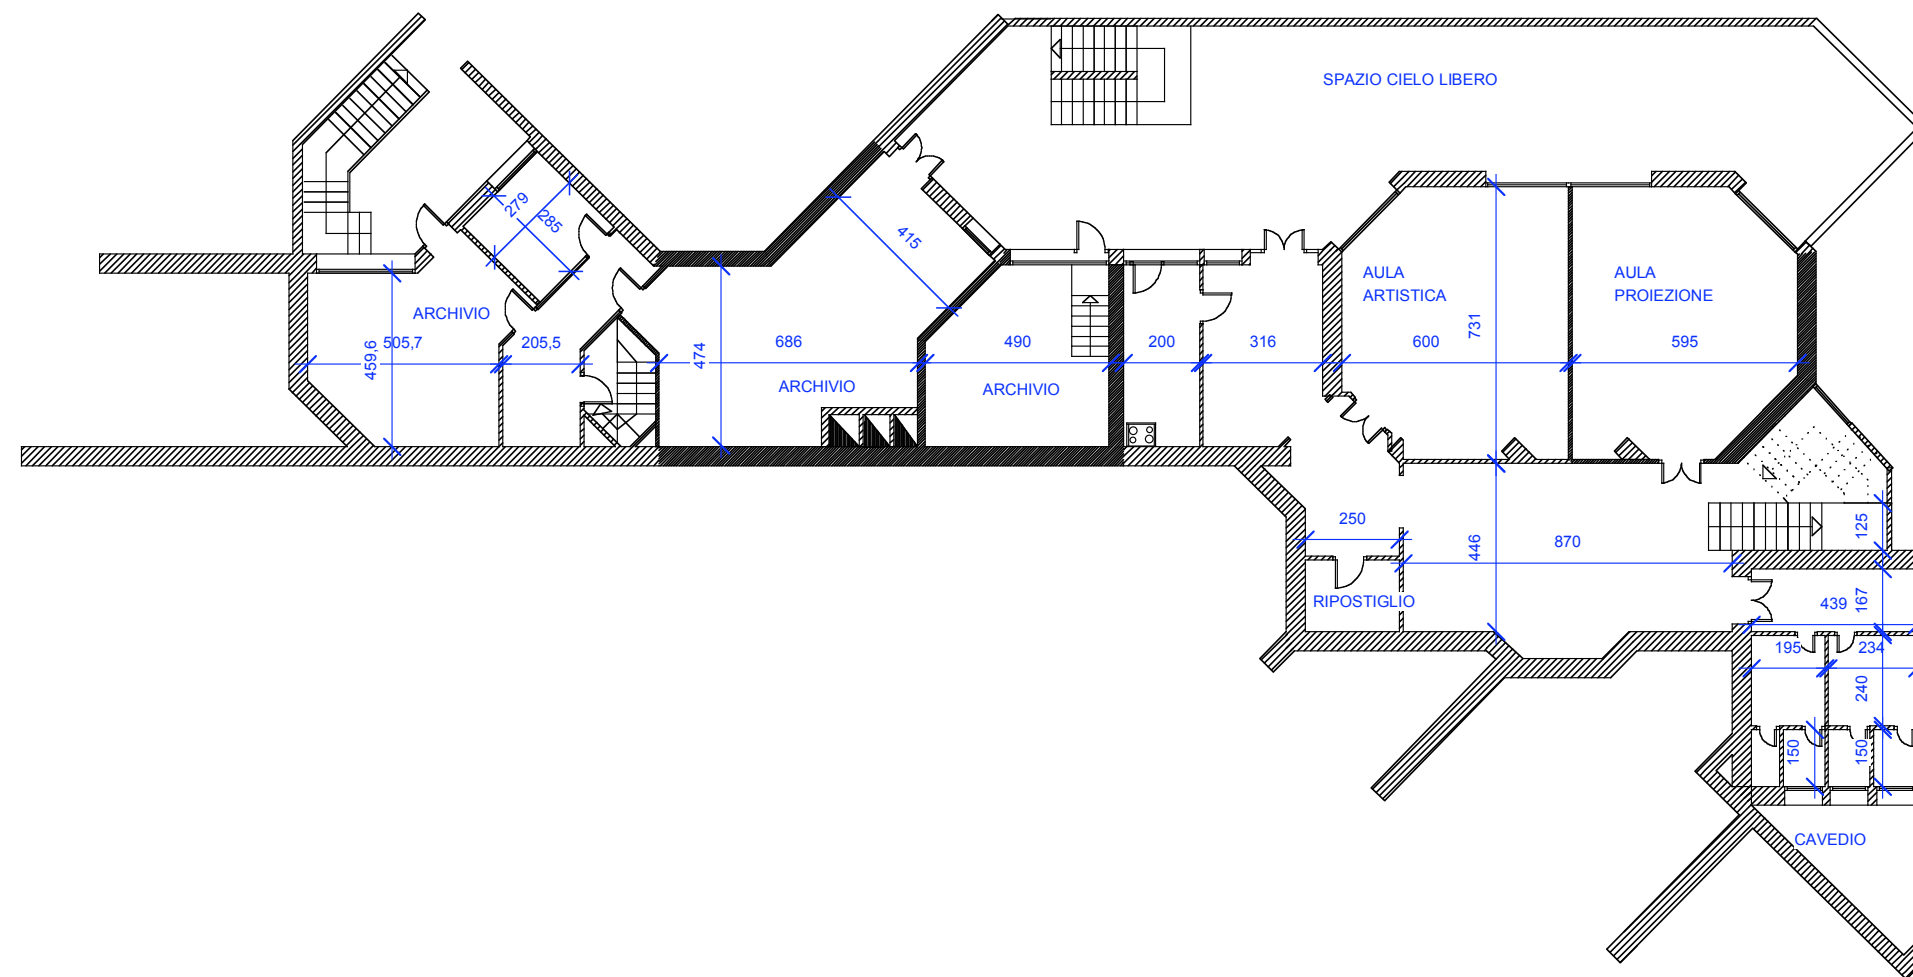 SPAZIO CIELO LIBERO
279
285
415
AULA
ARTISTICA
AULA
PROIEZIONE
ARCHIVIO
505,7
459,6
205,5
474
686
ARCHIVIO
490
ARCHIVIO
200
316
600
731
595
250
446
870
125
RIPOSTIGLIO
439
167
195
234
240
150
150
CAVEDIO